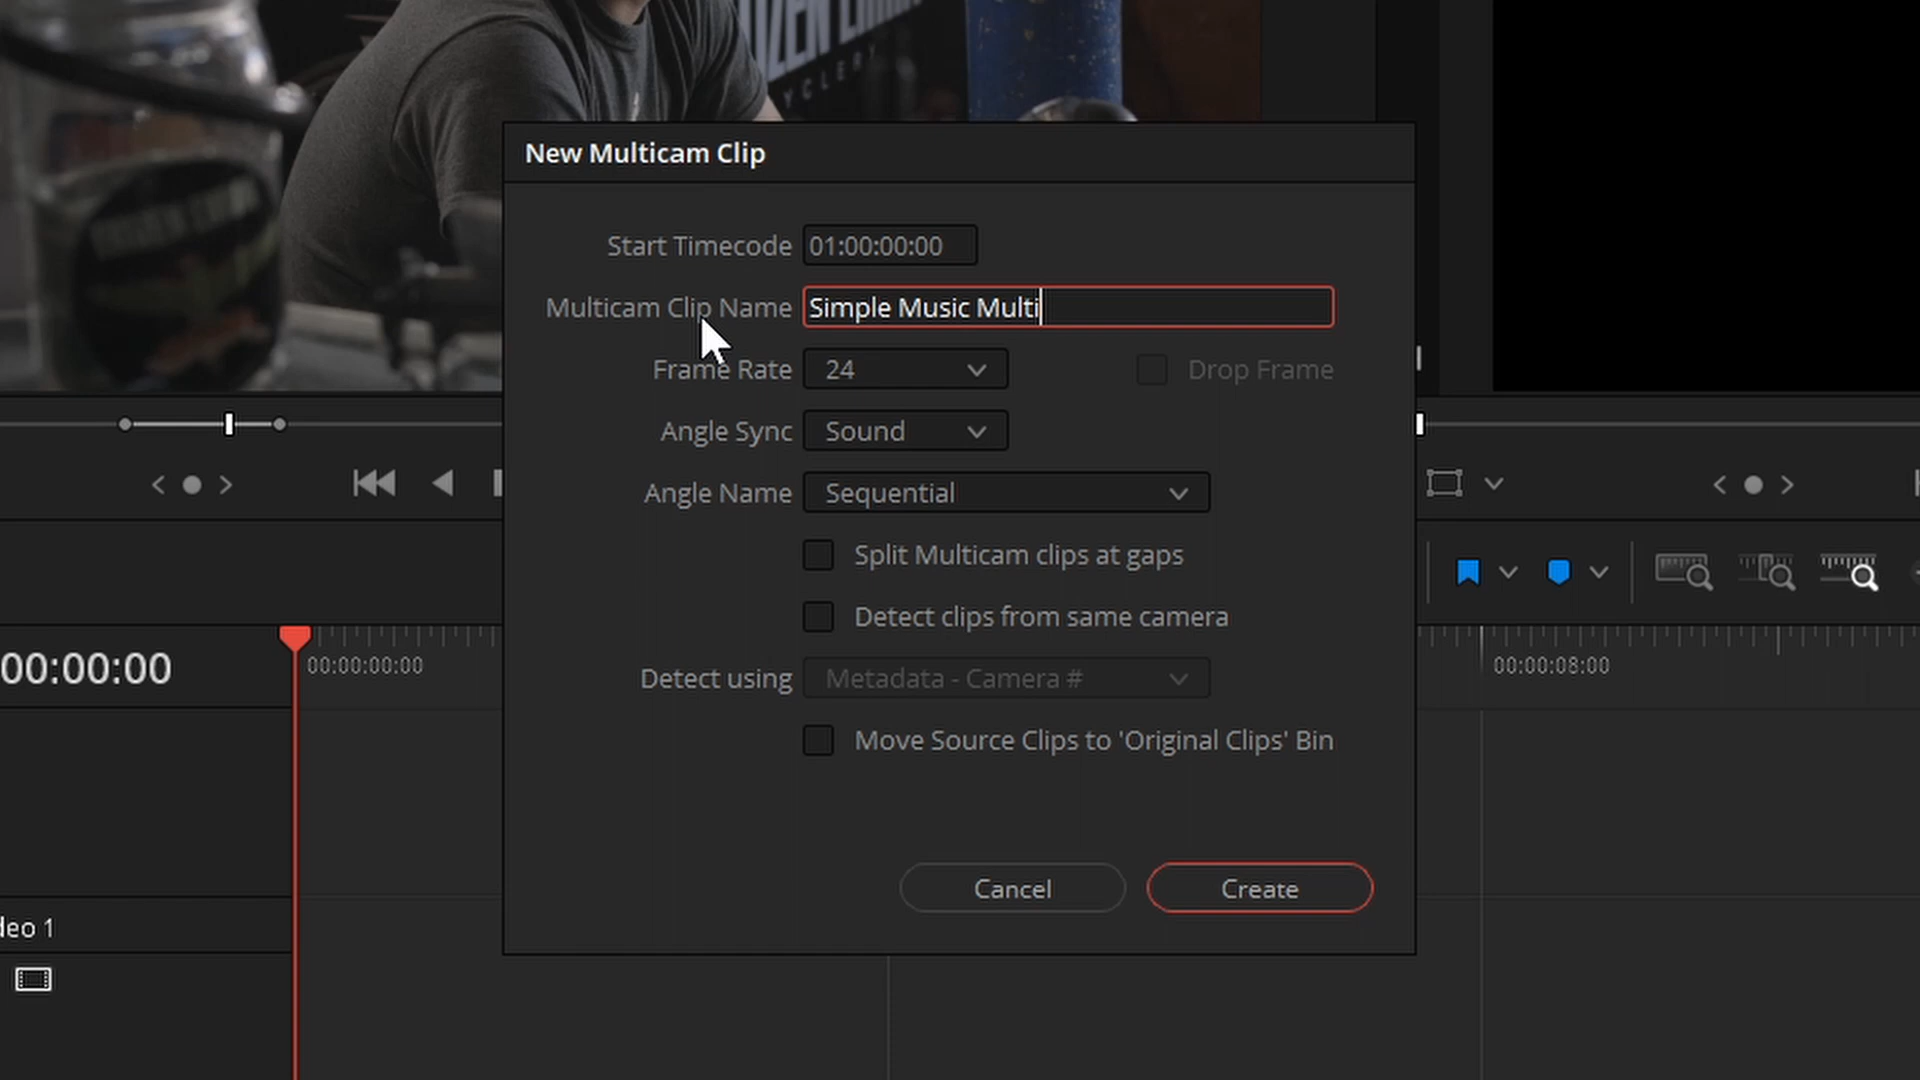 CYCLERY
New Multicam Clip
Start Timecode 01:00:00:00
Multicam Clip Name Simple Music Multi
Frame Rate 24 Drop Frame
Angle Sync Sound
Angle Name Sequential
Split Multicam clips at gaps
Detect clips from same camera
Detect using Metadata - Camera #
Move Source Clips to 'Original Clips' Bin
Cancel Create
00:00:00 00:00:00:00 00:00:08:00
deo 1